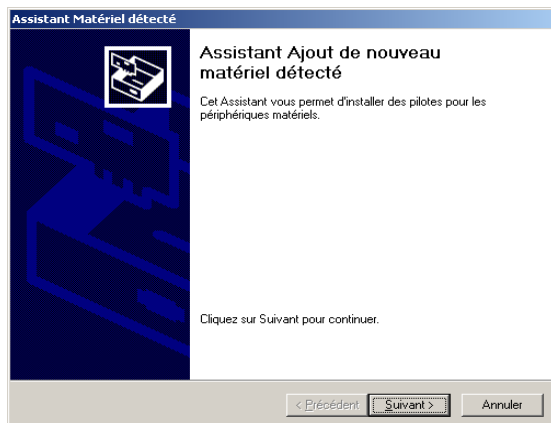 Assistant Matériel détecté
Assistant Ajout de nouveau
matériel détecté
Cet Assistant vous permet d'installer des pilotes pour les
périphériques matériels.
Cliquez sur Suivant pour continuer.
< Précédent Suivant > Annuler